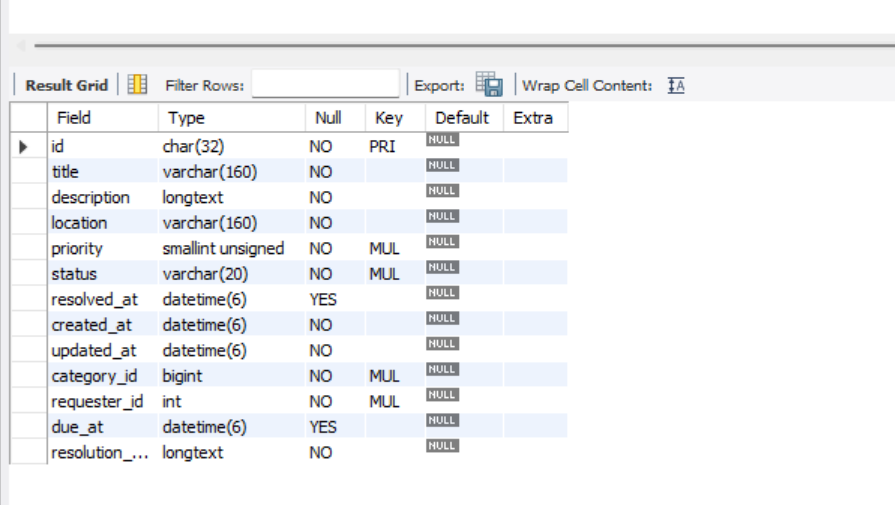 Result Grid Filter Rows: Export: Wrap Cell Content:
Field Type Null Key Default Extra
id char(32) NO PRI NULL
title varchar(160) NO NULL
description longtext NO NULL
location varchar(160) NO NULL
priority smallint unsigned NO MUL NULL
status varchar(20) NO MUL NULL
resolved_at datetime(6) YES NULL
created_at datetime(6) NO NULL
updated_at datetime(6) NO NULL
category_id bigint NO MUL NULL
requester_id int NO MUL NULL
due_at datetime(6) YES NULL
resolution_... longtext NO NULL